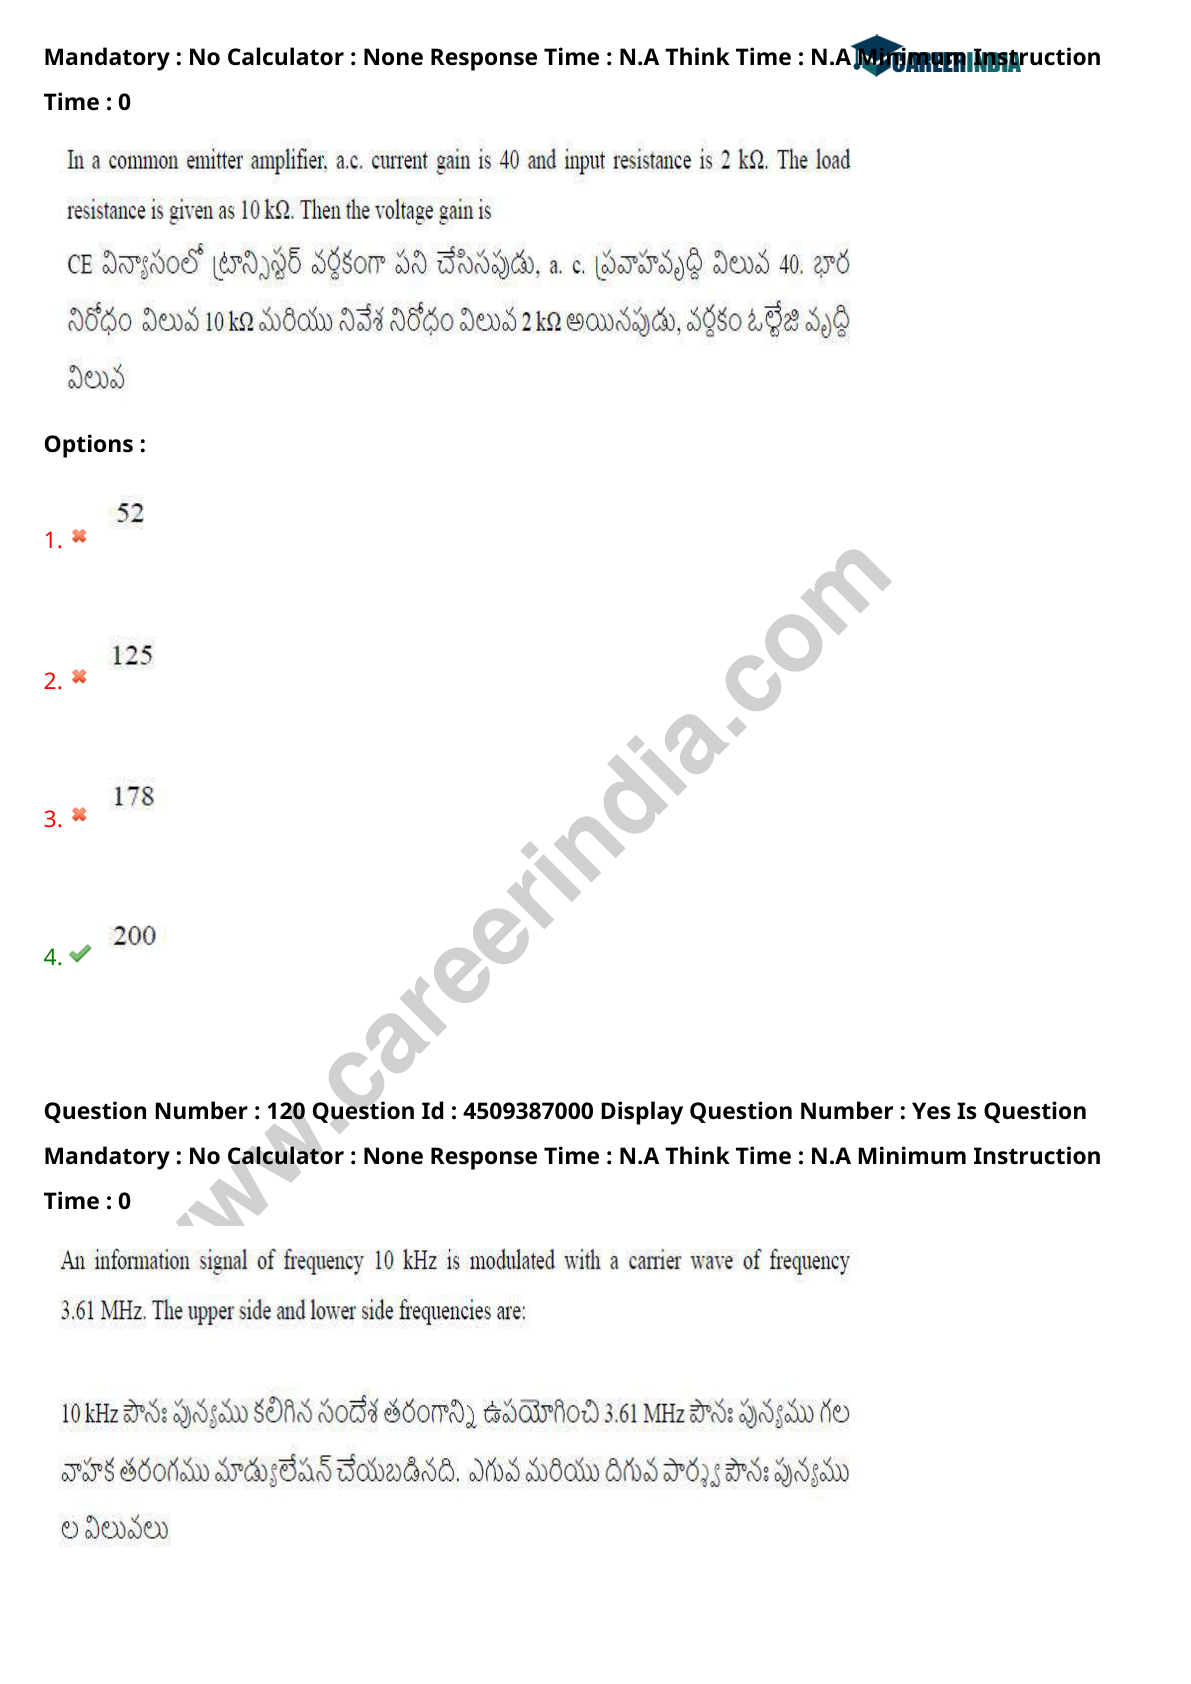 Mandatory : No Calculator : None Response Time : N.A Think Time : N.A Minimum Instruction
CAREERINDIA
Time : 0
In a common emitter amplifier, a.c. current gain is 40 and input resistance is 2 kΩ. The load
resistance is given as 10 kΩ. Then the voltage gain is
CE విన్యాసంలో ట్రాన్సిస్టర్ వర్ధకంగా పని చేసినపుడు, a. c. ప్రవాహవృద్ది విలువ 40. భార
నిరోధం విలువ 10 kΩ మరియు నివేశ నిరోధం విలువ 2 kΩ అయినపుడు, వర్ధకం ఓల్టేజి వృద్ది
విలువ
Options :
52
1.
125
2.
178
3.
200
4.
www.careerindia.com
Question Number : 120 Question Id : 4509387000 Display Question Number : Yes Is Question
Mandatory : No Calculator : None Response Time : N.A Think Time : N.A Minimum Instruction
Time : 0
An information signal of frequency 10 kHz is modulated with a carrier wave of frequency
3.61 MHz. The upper side and lower side frequencies are:
10 kHz పౌనః పున్యము కలిగిన సందేశ తరంగాన్ని ఉపయోగించి 3.61 MHz పౌనః పున్యము గల
వాహక తరంగము మాడ్యులేషన్ చేయబడినది. ఎగువ మరియు దిగువ పార్శ్వ పౌనః పున్యము
ల విలువలు